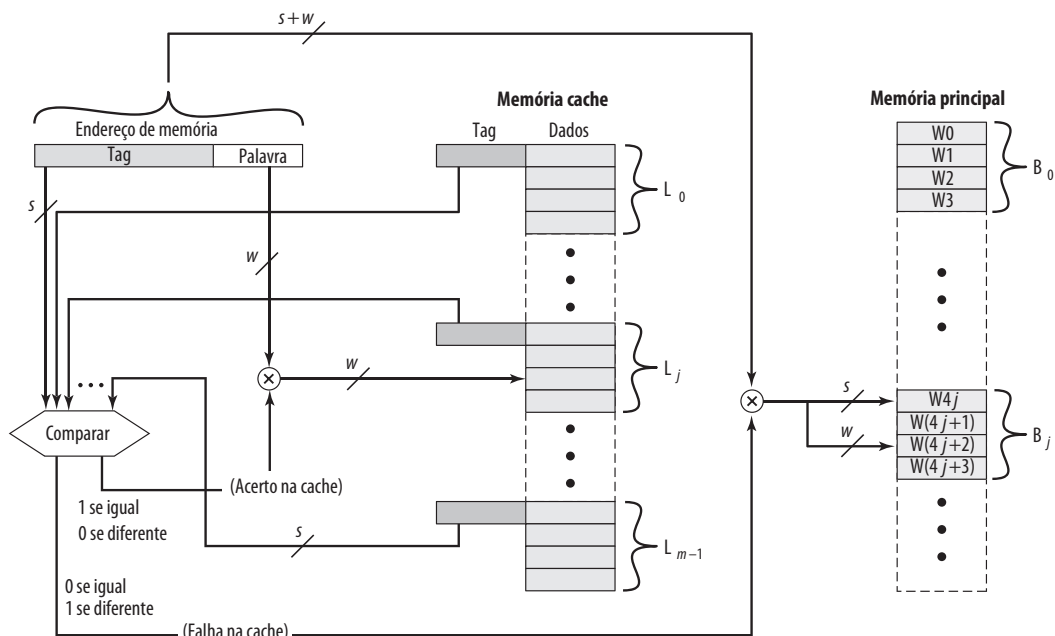 s+w
Memória cache
Memória principal
Endereço de memória
Tag
Dados
Tag
Palavra
W0
W1
W2
W3
B 0
L 0
s
w
L j
w
s
W4j
W(4j+1)
W(4j+2)
W(4j+3)
B j
w
Comparar
(Acerto na cache)
1 se igual
0 se diferente
s
L m–1
0 se igual
1 se diferente
(Falha na cache)